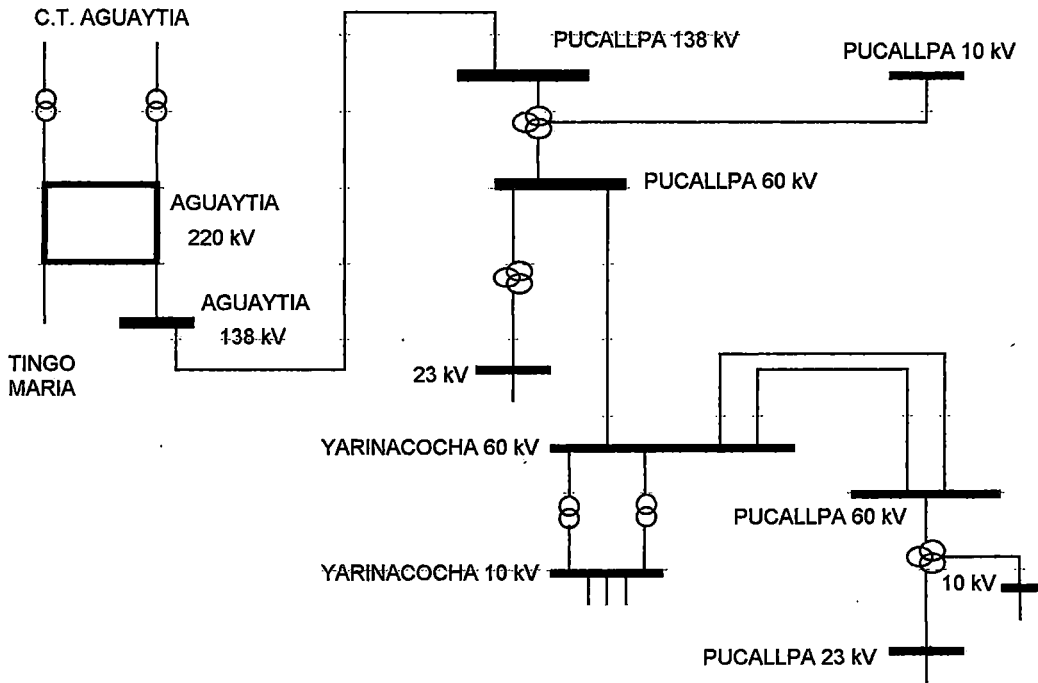 C.T. AGUAYTIA
PUCALLPA 138 kV
PUCALLPA 10 kV
PUCALLPA 60 kV
AGUAYTIA
220 kV
AGUAYTIA
138 kV
TINGO
MARIA
23 kV
YARINACOCHA 60 kV
PUCALLPA 60 kV
YARINACOCHA 10 kV
10 kV
PUCALLPA 23 kV